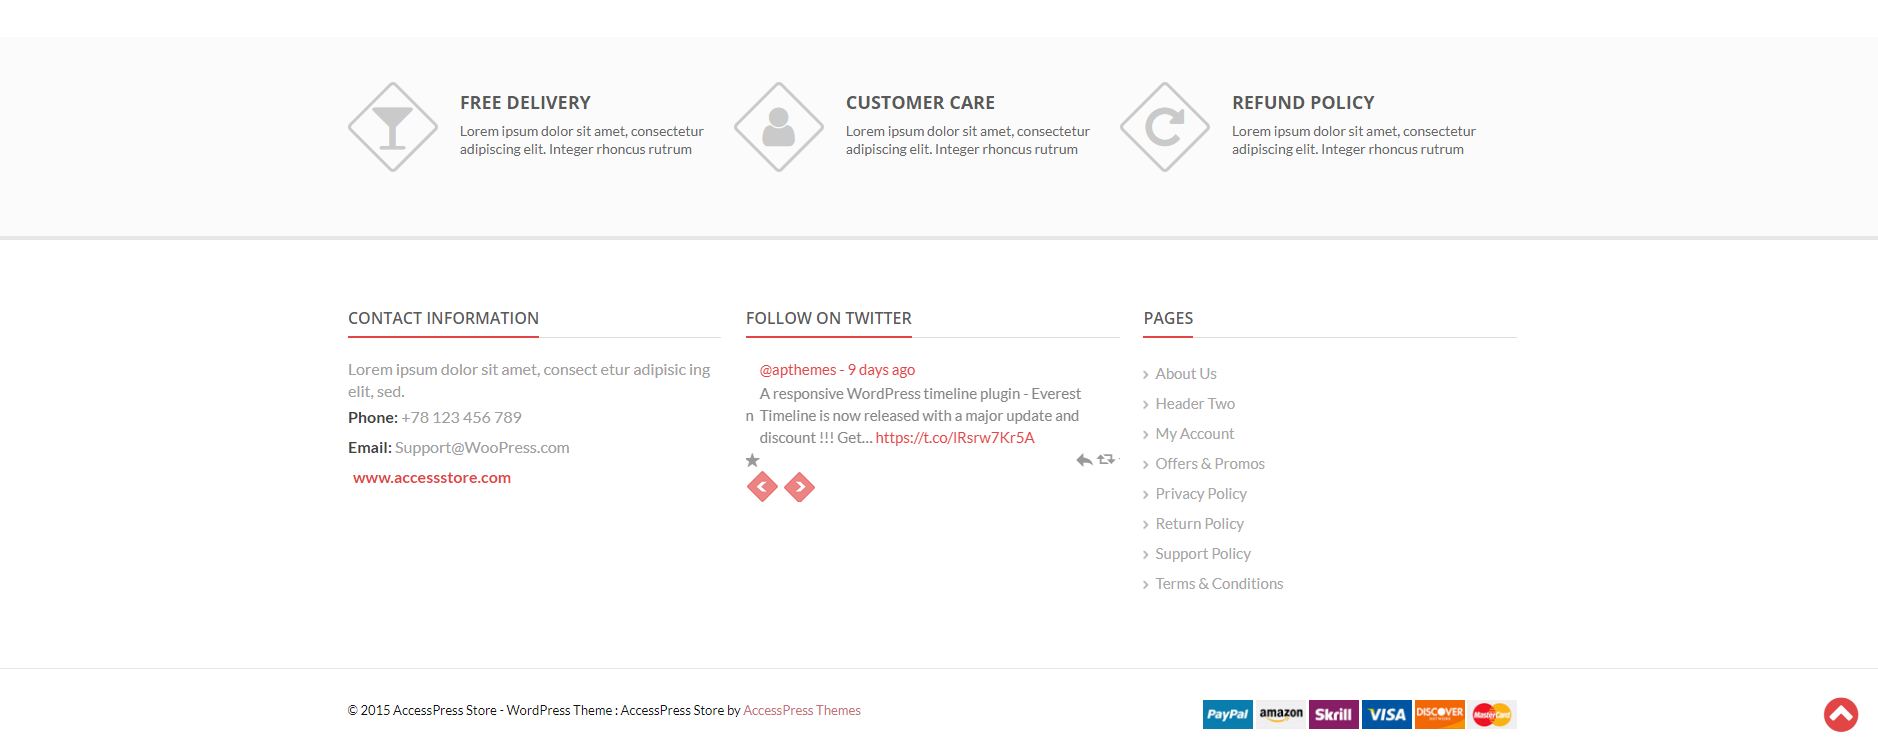 FREE DELIVERY
Lorem ipsum dolor sit amet, consectetur
adipiscing elit. Integer rhoncus rutrum
CUSTOMER CARE
Lorem ipsum dolor sit amet, consectetur
adipiscing elit. Integer rhoncus rutrum
REFUND POLICY
Lorem ipsum dolor sit amet, consectetur
adipiscing elit. Integer rhoncus rutrum
CONTACT INFORMATION
Lorem ipsum dolor sit amet, consect etur adipisic ing
elit, sed.
Phone: +78 123 456 789
Email: Support@WooPress.com
www.accessstore.com
FOLLOW ON TWITTER
@apthemes - 9 days ago
A responsive WordPress timeline plugin - Everest
n Timeline is now released with a major update and
discount !!! Get... https://t.co/lRsrw7Kr5A
PAGES
About Us
Header Two
My Account
Offers & Promos
Privacy Policy
Return Policy
Support Policy
Terms & Conditions
© 2015 AccessPress Store - WordPress Theme : AccessPress Store by AccessPress Themes
PayPal amazon Skrill VISA DISCOVER MasterCard